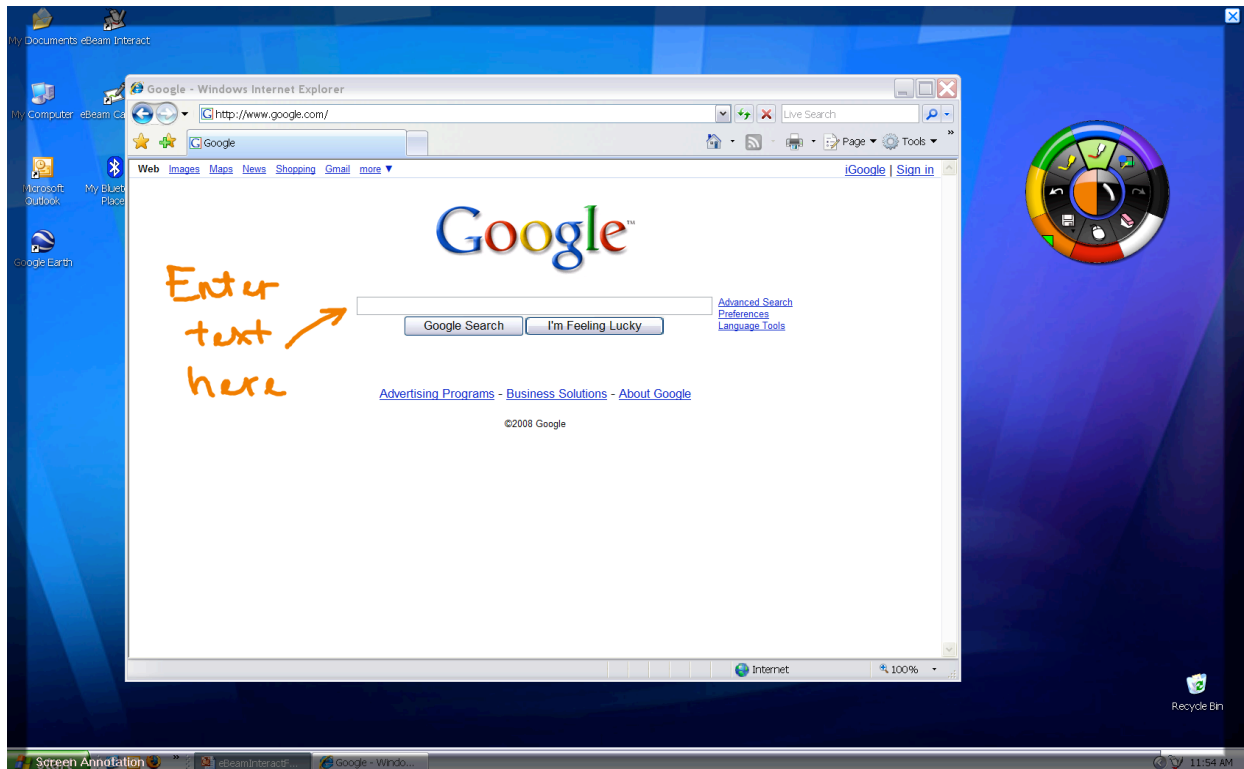 My Documents
eBeam Interact
My Computer
eBeam Ca
Microsoft
Outlook
My Bluet
Place
Google Earth
Google - Windows Internet Explorer
http://www.google.com/
Live Search
Google
Page
Tools
»
Web Images Maps News Shopping Gmail more ▼
iGoogle | Sign in
Google™
Enter
text
here
Google Search
I'm Feeling Lucky
Advanced Search
Preferences
Language Tools
Advertising Programs - Business Solutions - About Google
©2008 Google
Internet
100%
Recycle Bin
Screen Annotation
»
eBeamInteractF...
Google - Windo...
11:54 AM